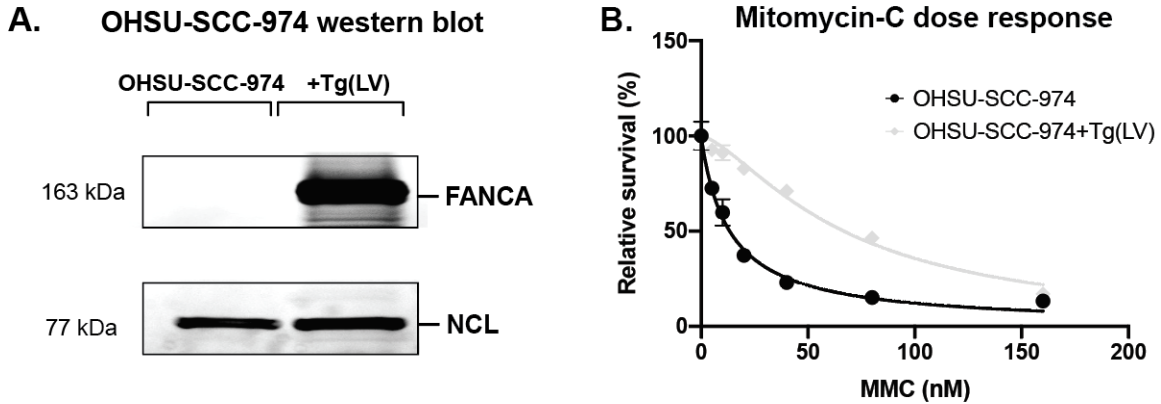 A.
OHSU-SCC-974 western blot
OHSU-SCC-974 +Tg(LV)
163 kDa
FANCA
77 kDa
NCL
B.
Mitomycin-C dose response
Relative survival (%)
150
100
50
0
OHSU-SCC-974
OHSU-SCC-974+Tg(LV)
0 50 100 150 200
MMC (nM)